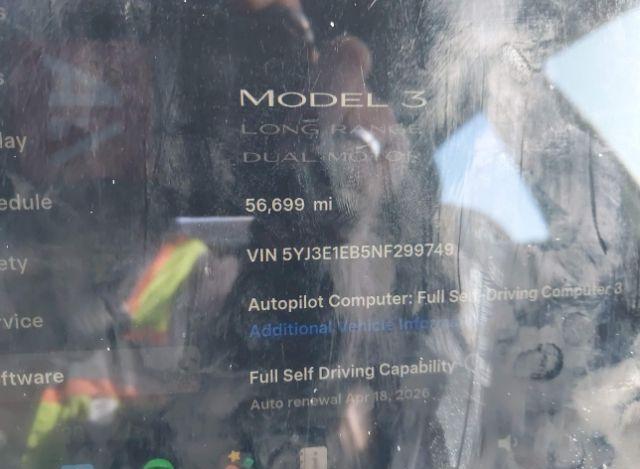 MODEL 3
LONG RANGE
DUAL MOTOR
lay
edule
56,699 mi
ety
VIN 5YJ3E1EB5NF299749
rvice
Autopilot Computer: Full Self-Driving Computer 3
Additional Vehicle Information
ftware
Full Self Driving Capability
Auto renewal Apr 18, 2026